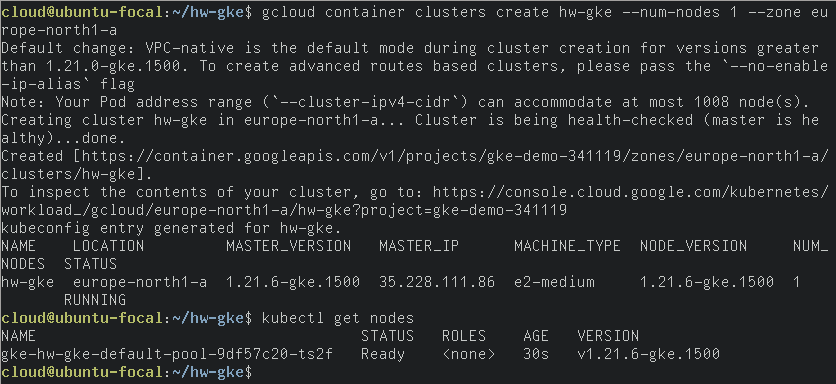 cloud@ubuntu-focal:~/hw-gke$ gcloud container clusters create hw-gke --num-nodes 1 --zone eu
rope-north1-a
Default change: VPC-native is the default mode during cluster creation for versions greater
than 1.21.0-gke.1500. To create advanced routes based clusters, please pass the `--no-enable
-ip-alias` flag
Note: Your Pod address range (`--cluster-ipv4-cidr`) can accommodate at most 1008 node(s).
Creating cluster hw-gke in europe-north1-a... Cluster is being health-checked (master is he
althy)...done.
Created [https://container.googleapis.com/v1/projects/gke-demo-341119/zones/europe-north1-a/
clusters/hw-gke].
To inspect the contents of your cluster, go to: https://console.cloud.google.com/kubernetes/
workload_/gcloud/europe-north1-a/hw-gke?project=gke-demo-341119
kubeconfig entry generated for hw-gke.
NAME    LOCATION         MASTER_VERSION   MASTER_IP      MACHINE_TYPE  NODE_VERSION     NUM_
NODES  STATUS
hw-gke  europe-north1-a  1.21.6-gke.1500  35.228.111.86  e2-medium     1.21.6-gke.1500  1
       RUNNING
cloud@ubuntu-focal:~/hw-gke$ kubectl get nodes
NAME                                    STATUS   ROLES    AGE   VERSION
gke-hw-gke-default-pool-9df57c20-ts2f   Ready    <none>   30s   v1.21.6-gke.1500
cloud@ubuntu-focal:~/hw-gke$